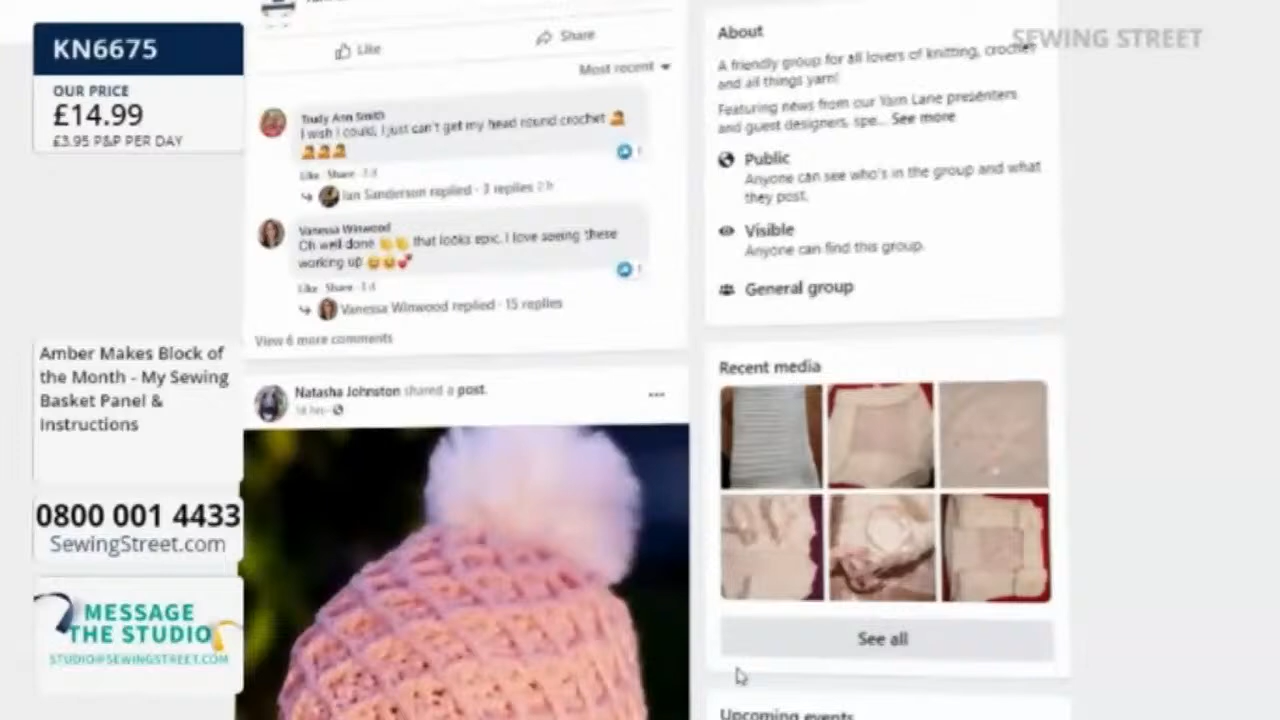 KN6675
OUR PRICE
£14.99
£3.95 P&P PER DAY
Amber Makes Block of
the Month - My Sewing
Basket Panel &
Instructions
0800 001 4433
SewingStreet.com
MESSAGE
THE STUDIO
STUDIO@SEWINGSTREET.COM
Like
Share
Most recent
Trudy Ann Smith
I wish I could, I just can't get my head round crochet 🤦
🤦🤦🤦
Like · Share ·
Ian Sanderson replied · 3 replies 2 h
Vanessa Winwood
Oh well done 👏👏 that looks epic. I love seeing these
working up 😄😄💕
Like · Share ·
Vanessa Winwood replied · 15 replies
View 6 more comments
Natasha Johnston shared a post.
SEWING STREET
About
A friendly group for all lovers of knitting, crochet
and all things yarn!
Featuring news from our Yarn Lane presenters
and guest designers, spe... See more
Public
Anyone can see who's in the group and what
they post.
Visible
Anyone can find this group.
General group
Recent media
See all
Upcoming events